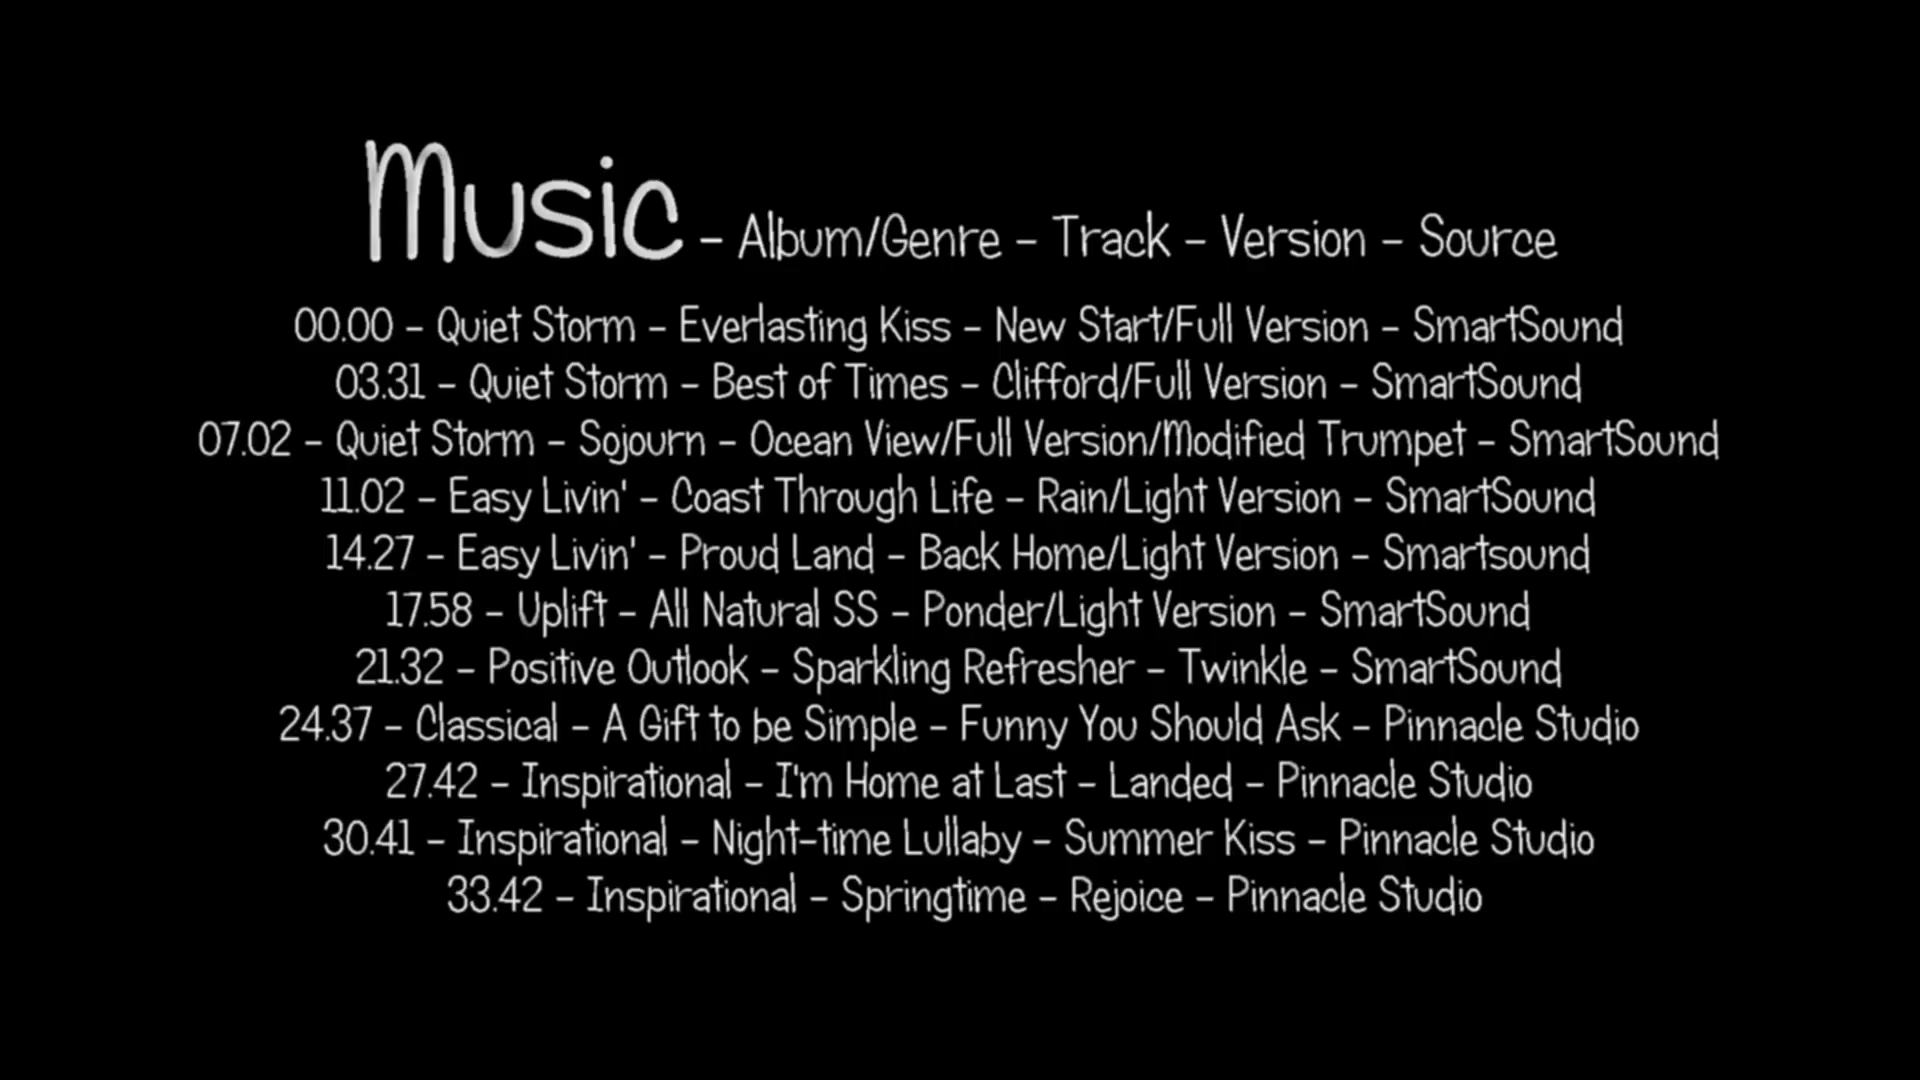 Music - Album/Genre - Track - Version - Source
00.00 - Quiet Storm - Everlasting Kiss - New Start/Full Version - SmartSound
03.31 - Quiet Storm - Best of Times - Clifford/Full Version - SmartSound
07.02 - Quiet Storm - Sojourn - Ocean View/Full Version/Modified Trumpet - SmartSound
11.02 - Easy Livin' - Coast Through Life - Rain/Light Version - SmartSound
14.27 - Easy Livin' - Proud Land - Back Home/Light Version - Smartsound
17.58 - Uplift - All Natural SS - Ponder/Light Version - SmartSound
21.32 - Positive Outlook - Sparkling Refresher - Twinkle - SmartSound
24.37 - Classical - A Gift to be Simple - Funny You Should Ask - Pinnacle Studio
27.42 - Inspirational - I'm Home at Last - Landed - Pinnacle Studio
30.41 - Inspirational - Night-time Lullaby - Summer Kiss - Pinnacle Studio
33.42 - Inspirational - Springtime - Rejoice - Pinnacle Studio